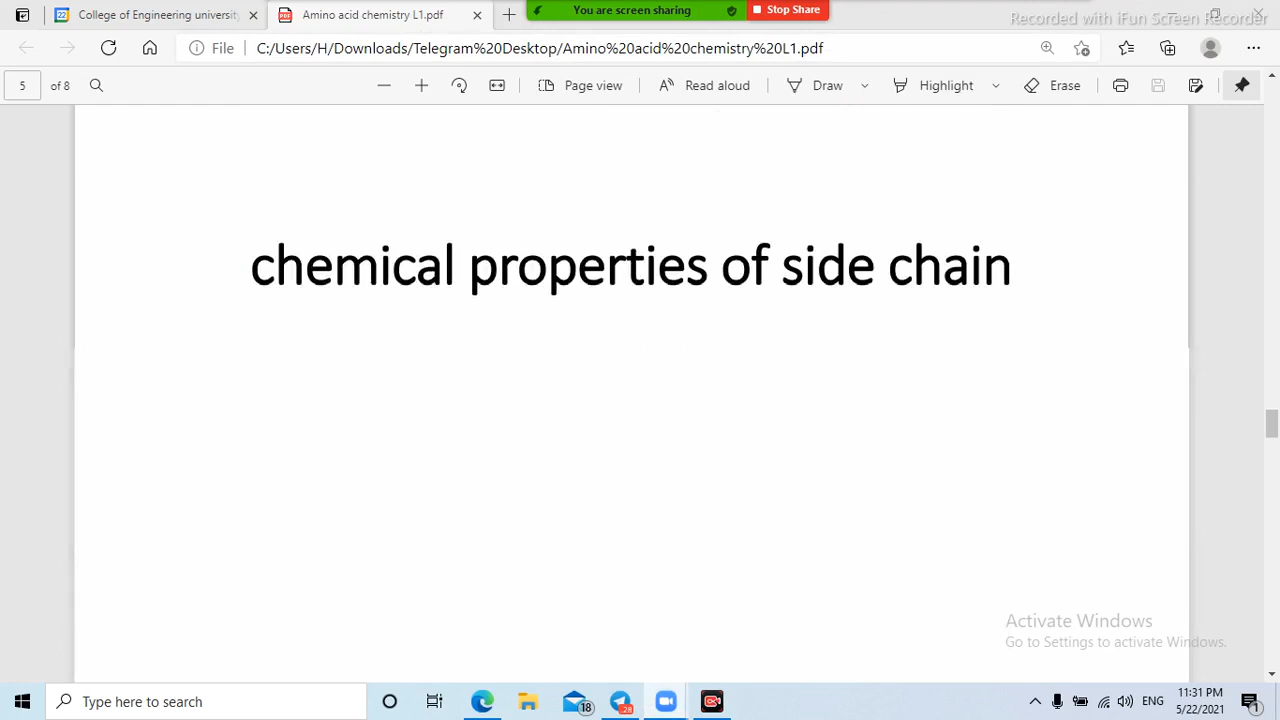 22 College of Engineering universit
Amino acid chemistry L1.pdf
You are screen sharing
Stop Share
Recorded with iFun Screen Recorder
File
C:/Users/H/Downloads/Telegram%20Desktop/Amino%20acid%20chemistry%20L1.pdf
5 of 8
Page view
Read aloud
Draw
Highlight
Erase
chemical properties of side chain
Activate Windows
Go to Settings to activate Windows.
Type here to search
18
28
ENG
11:31 PM
5/22/2021
1